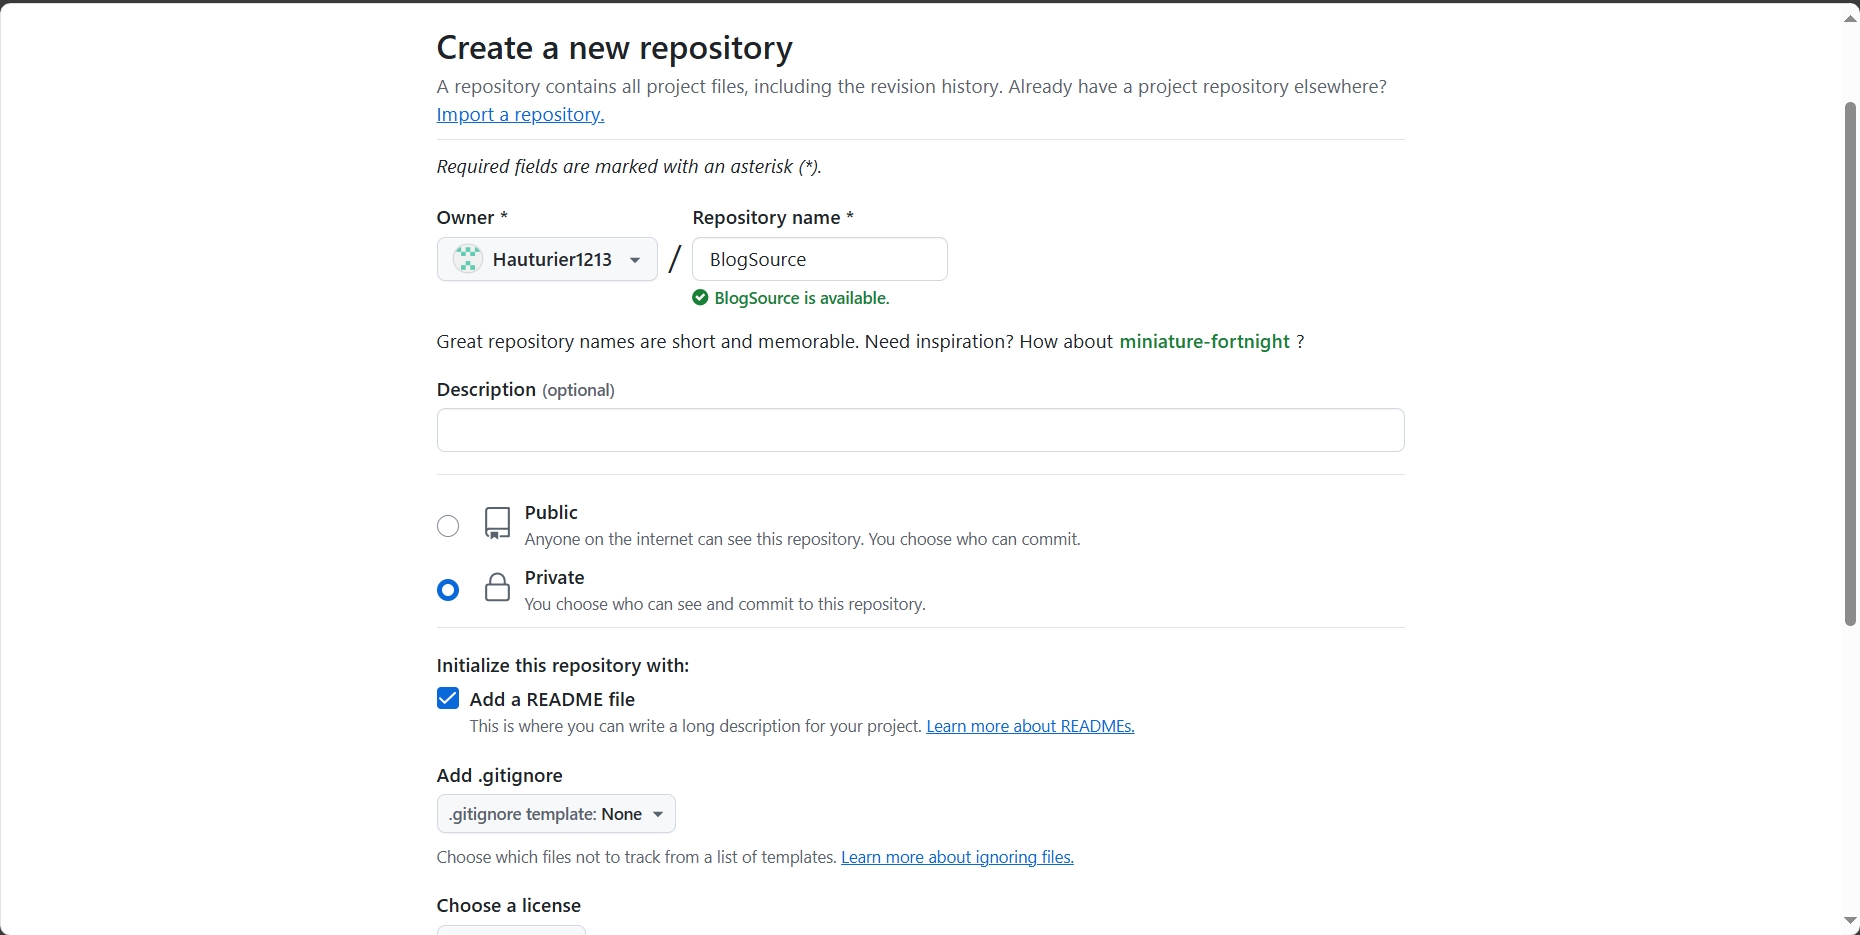 Create a new repository
A repository contains all project files, including the revision history. Already have a project repository elsewhere?
Import a repository.
Required fields are marked with an asterisk (*).
Owner * Repository name *
Hauturier1213 / BlogSource
BlogSource is available.
Great repository names are short and memorable. Need inspiration? How about miniature-fortnight ?
Description (optional)
Public
Anyone on the internet can see this repository. You choose who can commit.
Private
You choose who can see and commit to this repository.
Initialize this repository with:
Add a README file
This is where you can write a long description for your project. Learn more about READMEs.
Add .gitignore
.gitignore template: None
Choose which files not to track from a list of templates. Learn more about ignoring files.
Choose a license